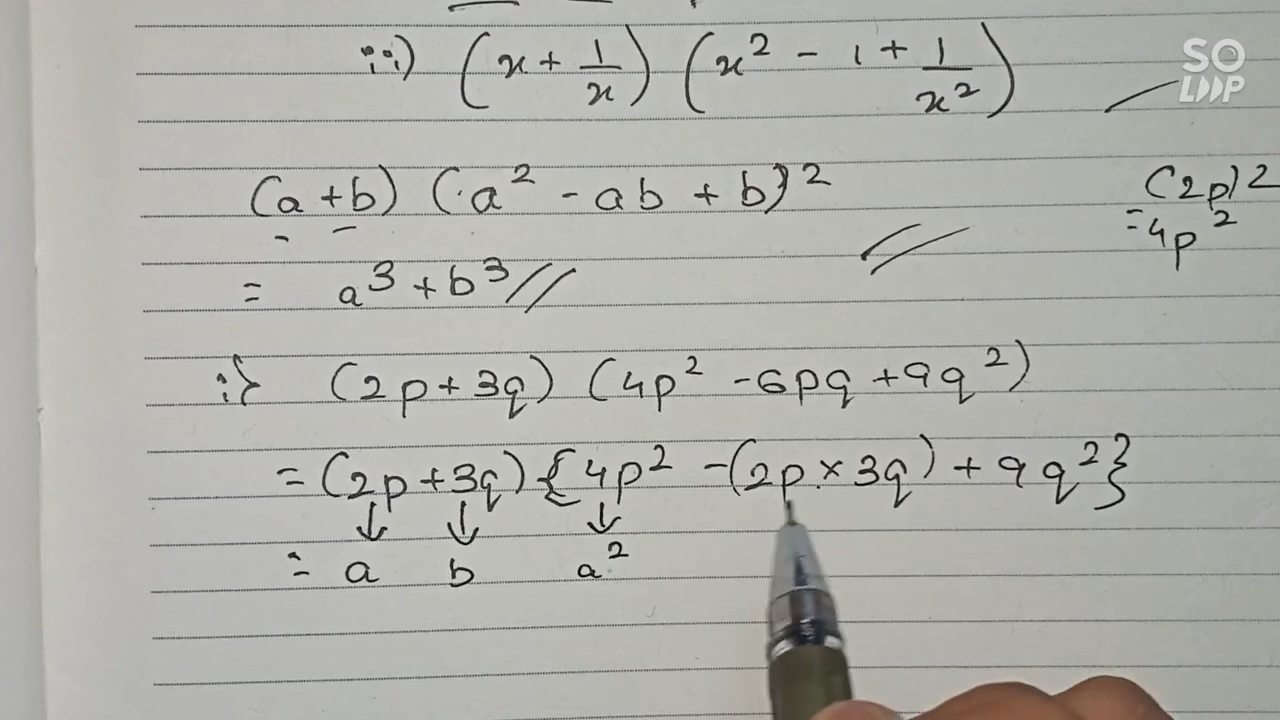 ii) (x + 1/x) (x² - 1 + 1/x²)
SO LOOP
(a + b) (a² - ab + b)²
(2p)²
= 4p²
= a³ + b³ //
i) (2p + 3q) (4p² - 6pq + 9q²)
= (2p + 3q) {4p² - (2p × 3q) + 9q²}
↓ ↓ ↓
= a b a²